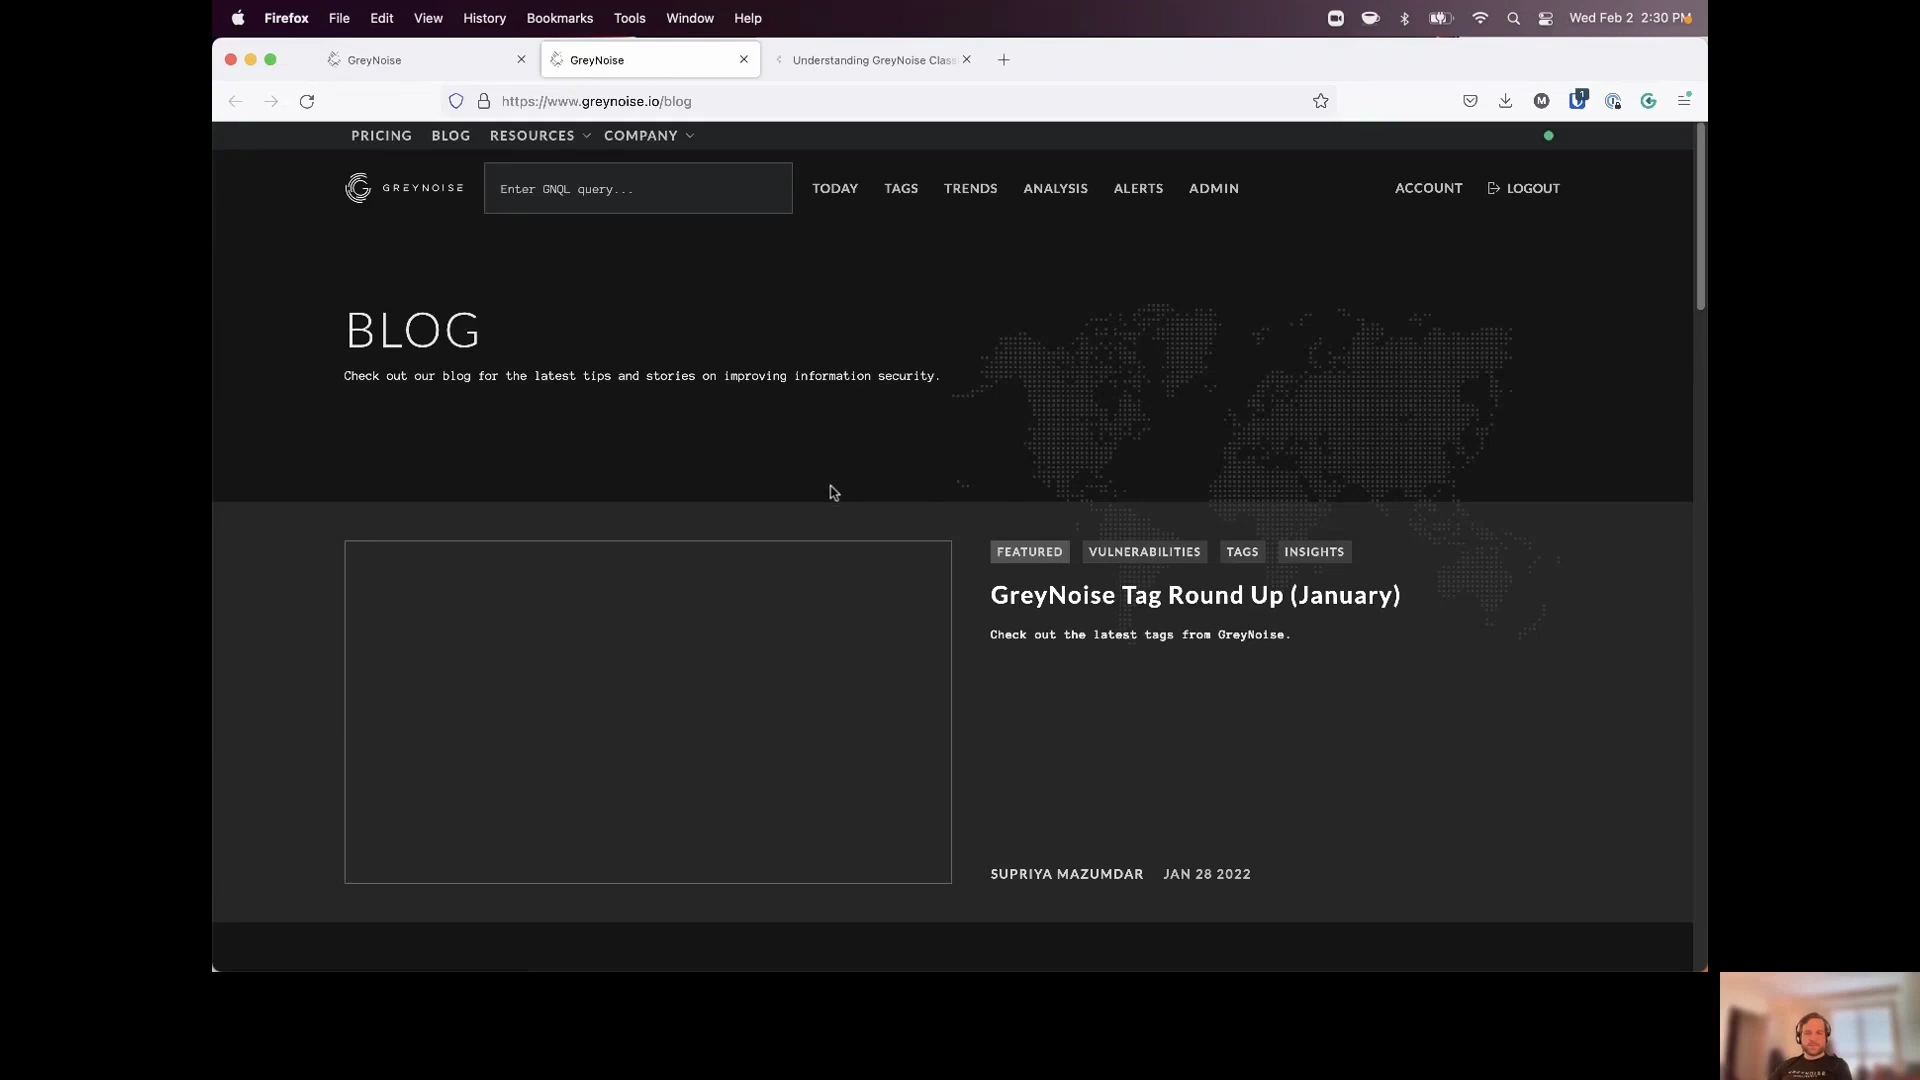 Firefox File Edit View History Bookmarks Tools Window Help Wed Feb 2 2:30 PM
GreyNoise GreyNoise Understanding GreyNoise Clas
https://www.greynoise.io/blog M 1
PRICING BLOG RESOURCES COMPANY
GREYNOISE Enter GNQL query... TODAY TAGS TRENDS ANALYSIS ALERTS ADMIN ACCOUNT LOGOUT
BLOG
Check out our blog for the latest tips and stories on improving information security.
FEATURED VULNERABILITIES TAGS INSIGHTS
GreyNoise Tag Round Up (January)
Check out the latest tags from GreyNoise.
SUPRIYA MAZUMDAR JAN 28 2022